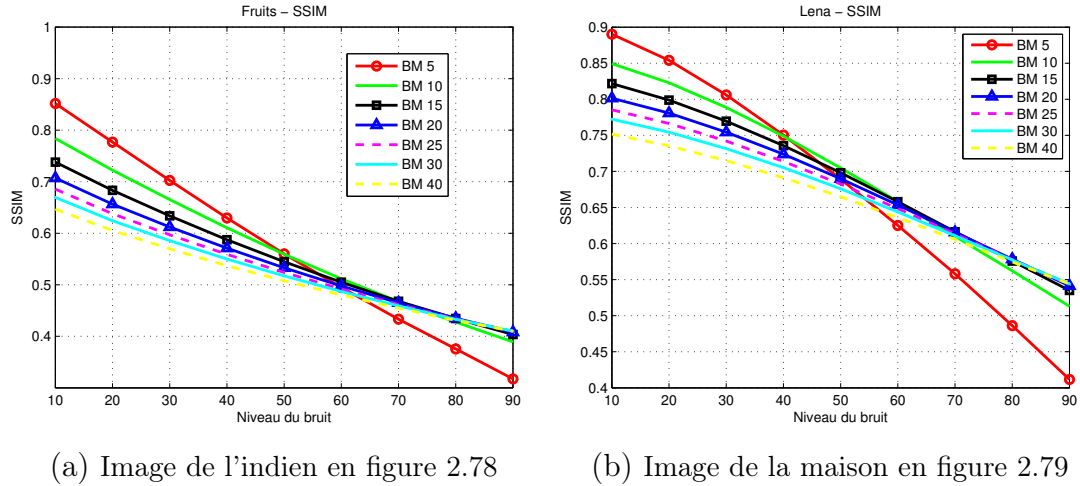 Fruits − SSIM
1
0.9
0.8
0.7
0.6
0.5
0.4
SSIM
10 20 30 40 50 60 70 80 90
Niveau du bruit
BM 5
BM 10
BM 15
BM 20
BM 25
BM 30
BM 40
(a) Image de l'indien en figure 2.78
Lena − SSIM
0.9
0.85
0.8
0.75
0.7
0.65
0.6
0.55
0.5
0.45
0.4
SSIM
10 20 30 40 50 60 70 80 90
Niveau du bruit
BM 5
BM 10
BM 15
BM 20
BM 25
BM 30
BM 40
(b) Image de la maison en figure 2.79